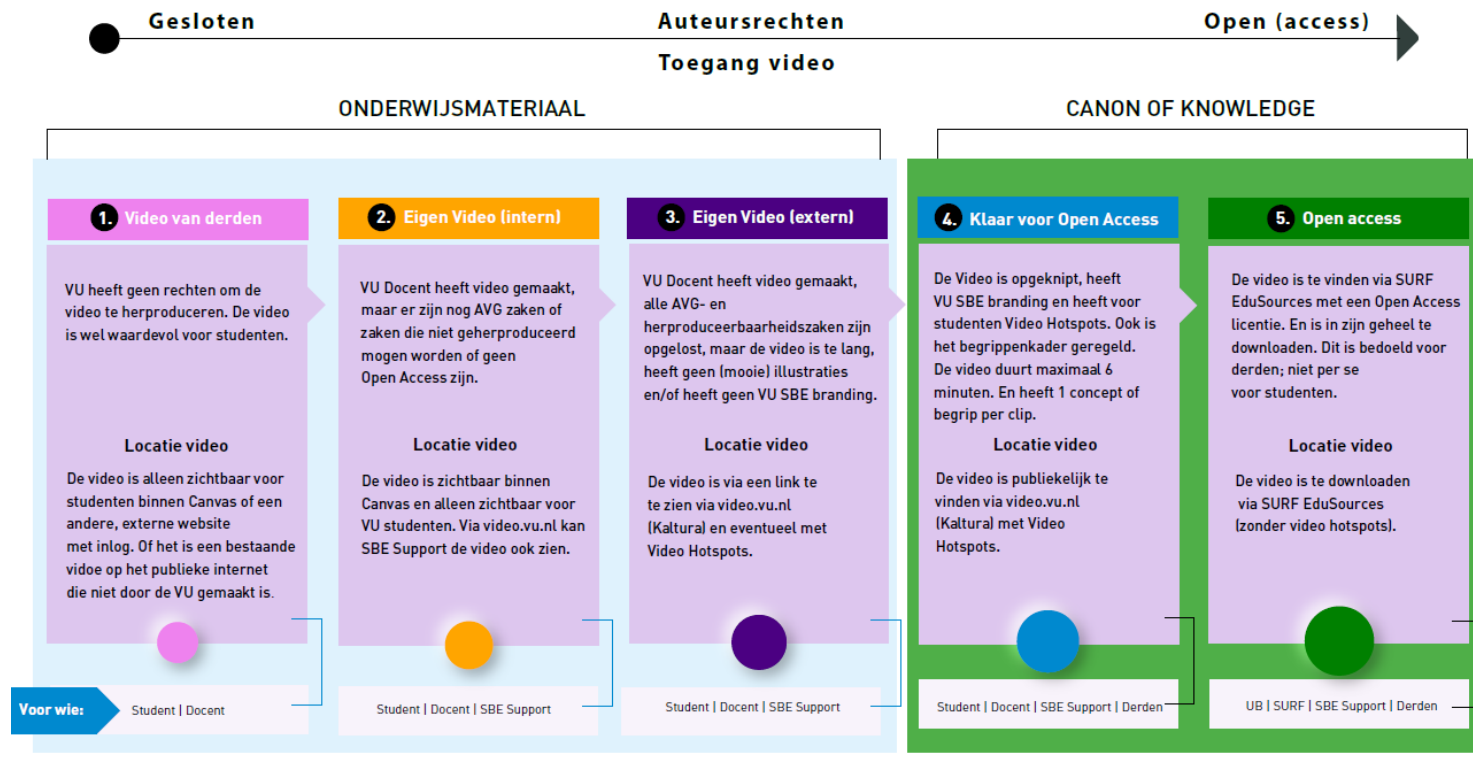 Gesloten
Auteursrechten
Open (access)
Toegang video
ONDERWIJSMATERIAAL
CANON OF KNOWLEDGE
1. Video van derden
VU heeft geen rechten om de
video te herproduceren. De video
is wel waardevol voor studenten.
Locatie video
De video is alleen zichtbaar voor
studenten binnen Canvas of een
andere, externe website
met inlog. Of het is een bestaande
vidoe op het publieke internet
die niet door de VU gemaakt is.
2. Eigen Video (intern)
VU Docent heeft video gemaakt,
maar er zijn nog AVG zaken of
zaken die niet geherproduceerd
mogen worden of geen
Open Access zijn.
Locatie video
De video is zichtbaar binnen
Canvas en alleen zichtbaar voor
VU studenten. Via video.vu.nl kan
SBE Support de video ook zien.
3. Eigen Video (extern)
VU Docent heeft video gemaakt,
alle AVG- en
herproduceerbaarheidszaken zijn
opgelost, maar de video is te lang,
heeft geen (mooie) illustraties
en/of heeft geen VU SBE branding.
Locatie video
De video is via een link te
te zien via video.vu.nl
(Kaltura) en eventueel met
Video Hotspots.
4. Klaar voor Open Access
De Video is opgeknipt, heeft
VU SBE branding en heeft voor
studenten Video Hotspots. Ook is
het begrippenkader geregeld.
De video duurt maximaal 6
minuten. En heeft 1 concept of
begrip per clip.
Locatie video
De video is publiekelijk te
vinden via video.vu.nl
(Kaltura) met Video
Hotspots.
5. Open access
De video is te vinden via SURF
EduSources met een Open Access
licentie. En is in zijn geheel te
downloaden. Dit is bedoeld voor
derden; niet per se
voor studenten.
Locatie video
De video is te downloaden
via SURF EduSources
(zonder video hotspots).
Voor wie:
Student | Docent
Student | Docent | SBE Support
Student | Docent | SBE Support
Student | Docent | SBE Support | Derden
UB | SURF | SBE Support | Derden